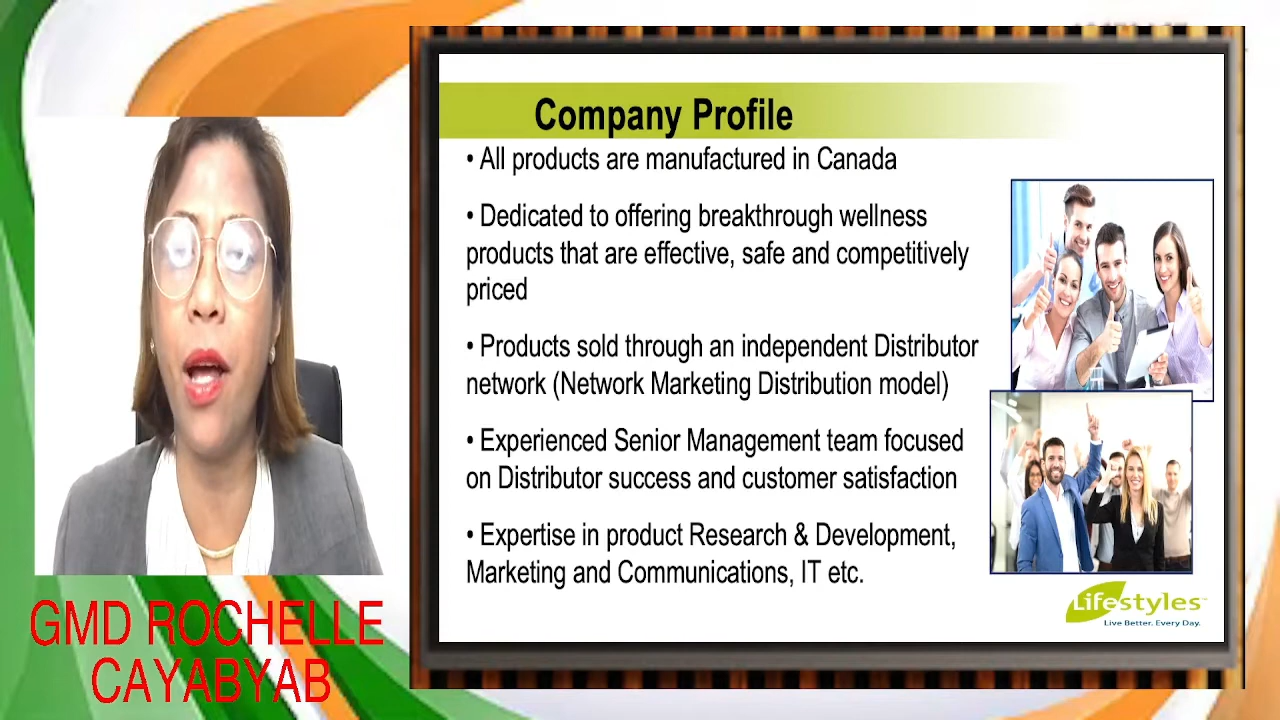 Company Profile
• All products are manufactured in Canada
• Dedicated to offering breakthrough wellness
products that are effective, safe and competitively
priced
• Products sold through an independent Distributor
network (Network Marketing Distribution model)
• Experienced Senior Management team focused
on Distributor success and customer satisfaction
• Expertise in product Research & Development,
Marketing and Communications, IT etc.
Lifestyles™
Live Better. Every Day.
GMD ROCHELLE
CAYABYAB